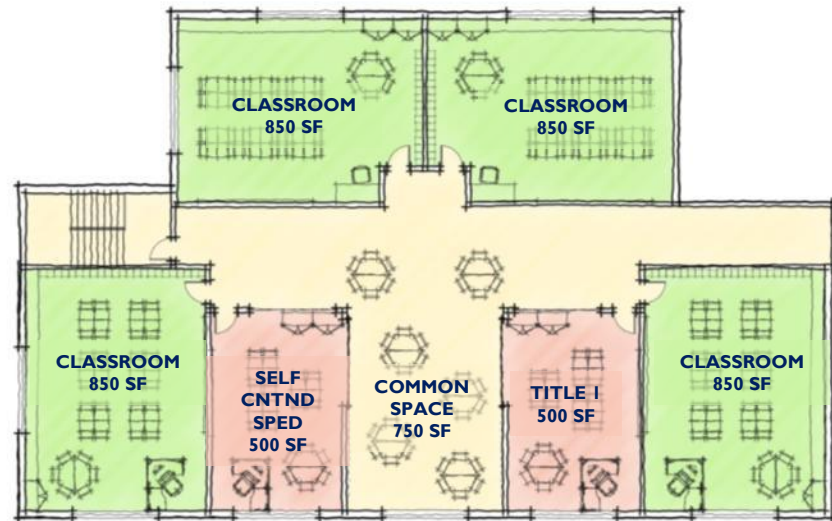 CLASSROOM
850 SF
CLASSROOM
850 SF
CLASSROOM
850 SF
SELF
CNTND
SPED
500 SF
COMMON
SPACE
750 SF
TITLE I
500 SF
CLASSROOM
850 SF